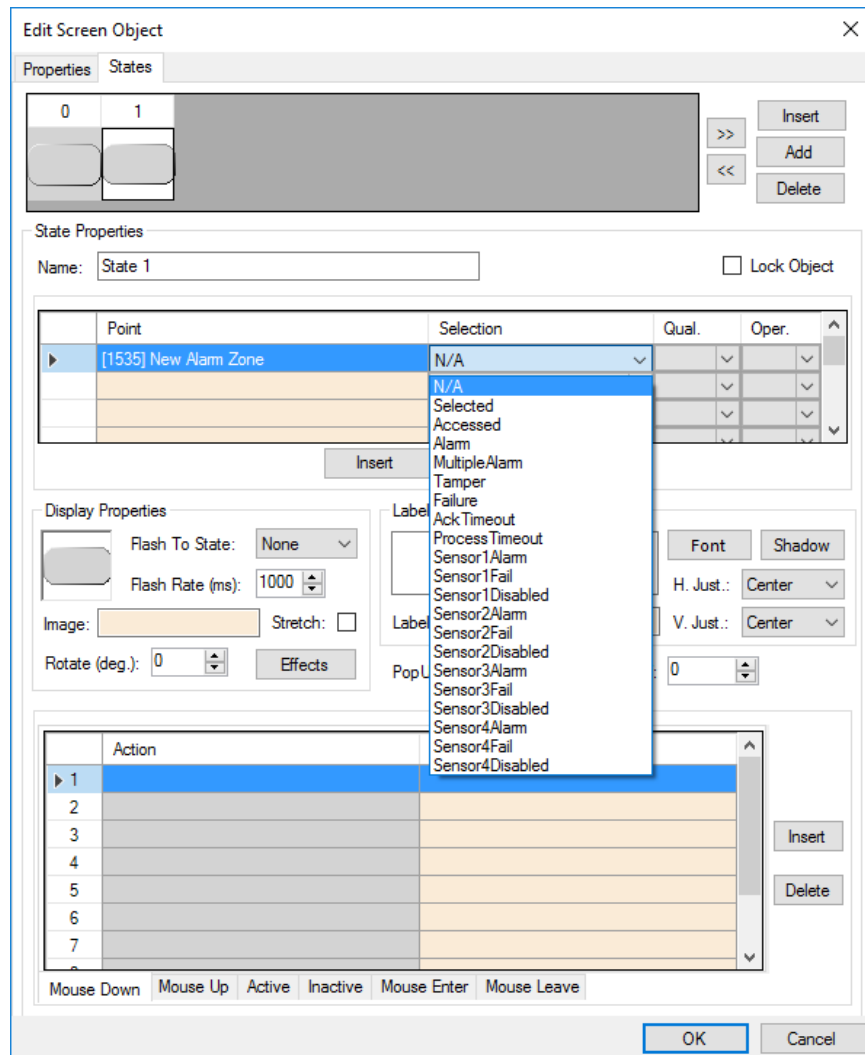 Edit Screen Object
Properties States
0 1
Insert
>>
Add
<<
Delete
State Properties
Name: State 1 Lock Object
Point Selection Qual. Oper.
[1535] New Alarm Zone N/A
N/A
Selected
Accessed
Alarm
MultipleAlarm
Tamper
Failure
AckTimeout
ProcessTimeout
Sensor1Alarm
Sensor1Fail
Sensor1Disabled
Sensor2Alarm
Sensor2Fail
Sensor2Disabled
Sensor3Alarm
Sensor3Fail
Sensor3Disabled
Sensor4Alarm
Sensor4Fail
Sensor4Disabled
Insert
Display Properties
Flash To State: None
Flash Rate (ms): 1000
Image: Stretch:
Rotate (deg.): 0 Effects
Label
Font Shadow
H. Just.: Center
Label V. Just.: Center
PopU : 0
Action
1
2
3
4
5
6
7
Insert
Delete
Mouse Down Mouse Up Active Inactive Mouse Enter Mouse Leave
OK Cancel